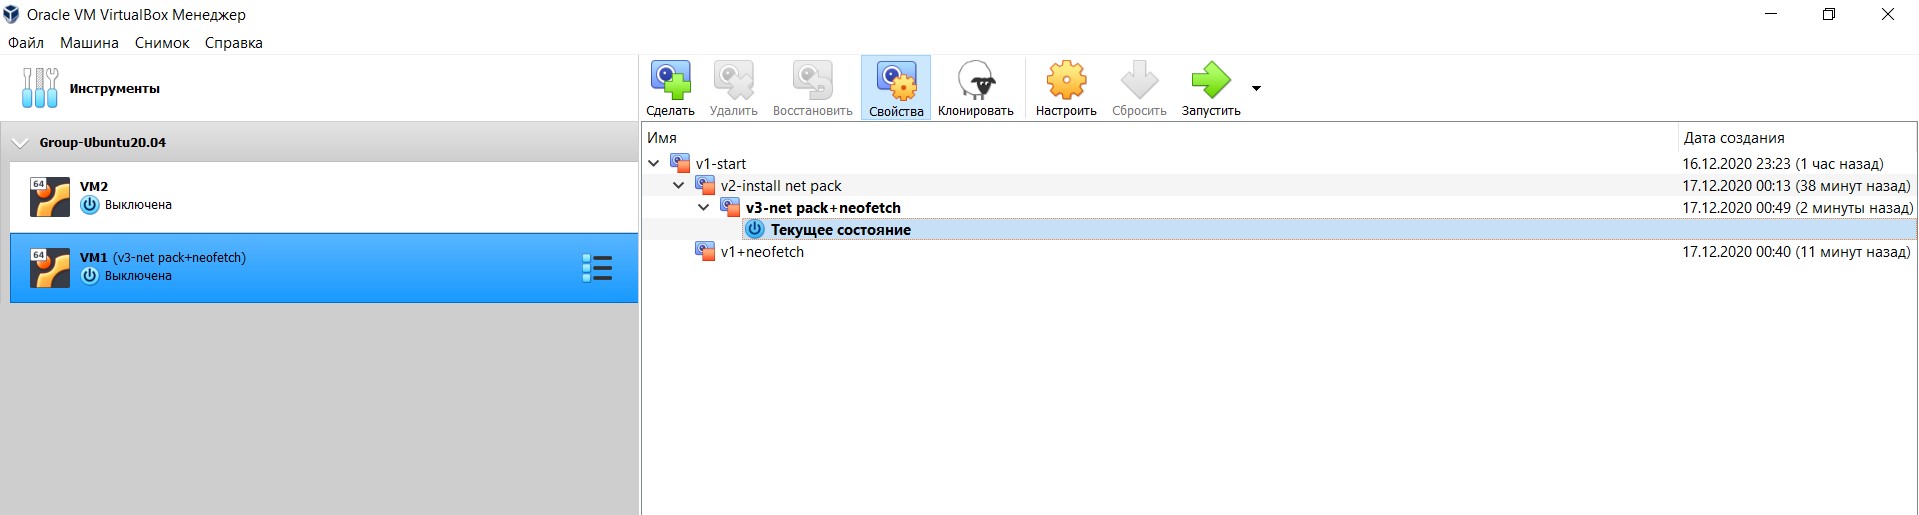 Oracle VM VirtualBox Менеджер
Файл Машина Снимок Справка
Инструменты
Сделать Удалить Восстановить Свойства Клонировать Настроить Сбросить Запустить
Group-Ubuntu20.04
64 VM2
Выключена
64 VM1 (v3-net pack+neofetch)
Выключена
Имя Дата создания
v1-start 16.12.2020 23:23 (1 час назад)
v2-install net pack 17.12.2020 00:13 (38 минут назад)
v3-net pack+neofetch 17.12.2020 00:49 (2 минуты назад)
Текущее состояние
v1+neofetch 17.12.2020 00:40 (11 минут назад)